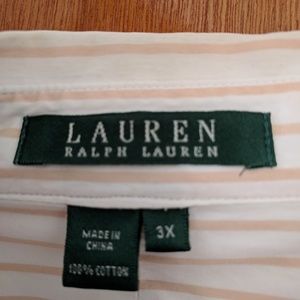 LAUREN
RALPH LAUREN
MADE IN
CHINA
100% COTTON
3X